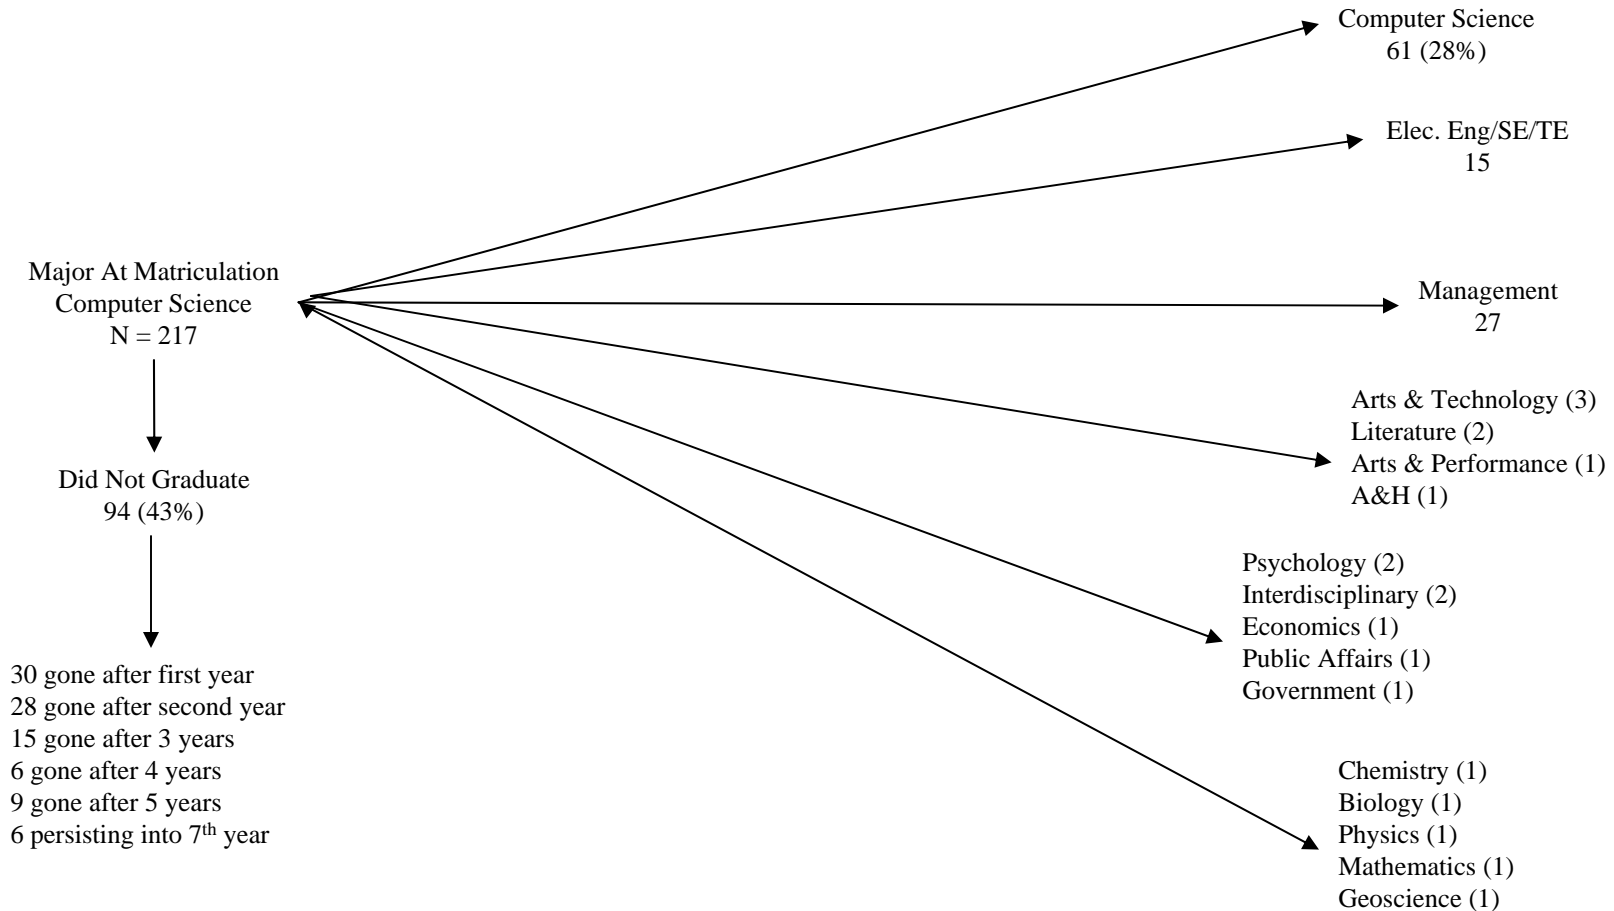 Computer Science
61 (28%)
Elec. Eng/SE/TE
15
Major At Matriculation
Computer Science
N = 217
Management
27
Arts & Technology (3)
Literature (2)
Arts & Performance (1)
A&H (1)
Did Not Graduate
94 (43%)
Psychology (2)
Interdisciplinary (2)
Economics (1)
Public Affairs (1)
Government (1)
30 gone after first year
28 gone after second year
15 gone after 3 years
6 gone after 4 years
9 gone after 5 years
6 persisting into 7th year
Chemistry (1)
Biology (1)
Physics (1)
Mathematics (1)
Geoscience (1)